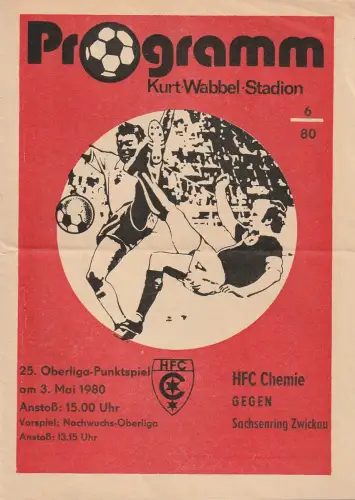 Programm
Kurt-Wabbel-Stadion
6
80
25. Oberliga-Punktspiel
am 3. Mai 1980
Anstoß: 15.00 Uhr
Vorspiel; Nachwuchs-Oberliga
Anstoß: 13.15 Uhr
HFC
HFC Chemie
GEGEN
Sachsenring Zwickau